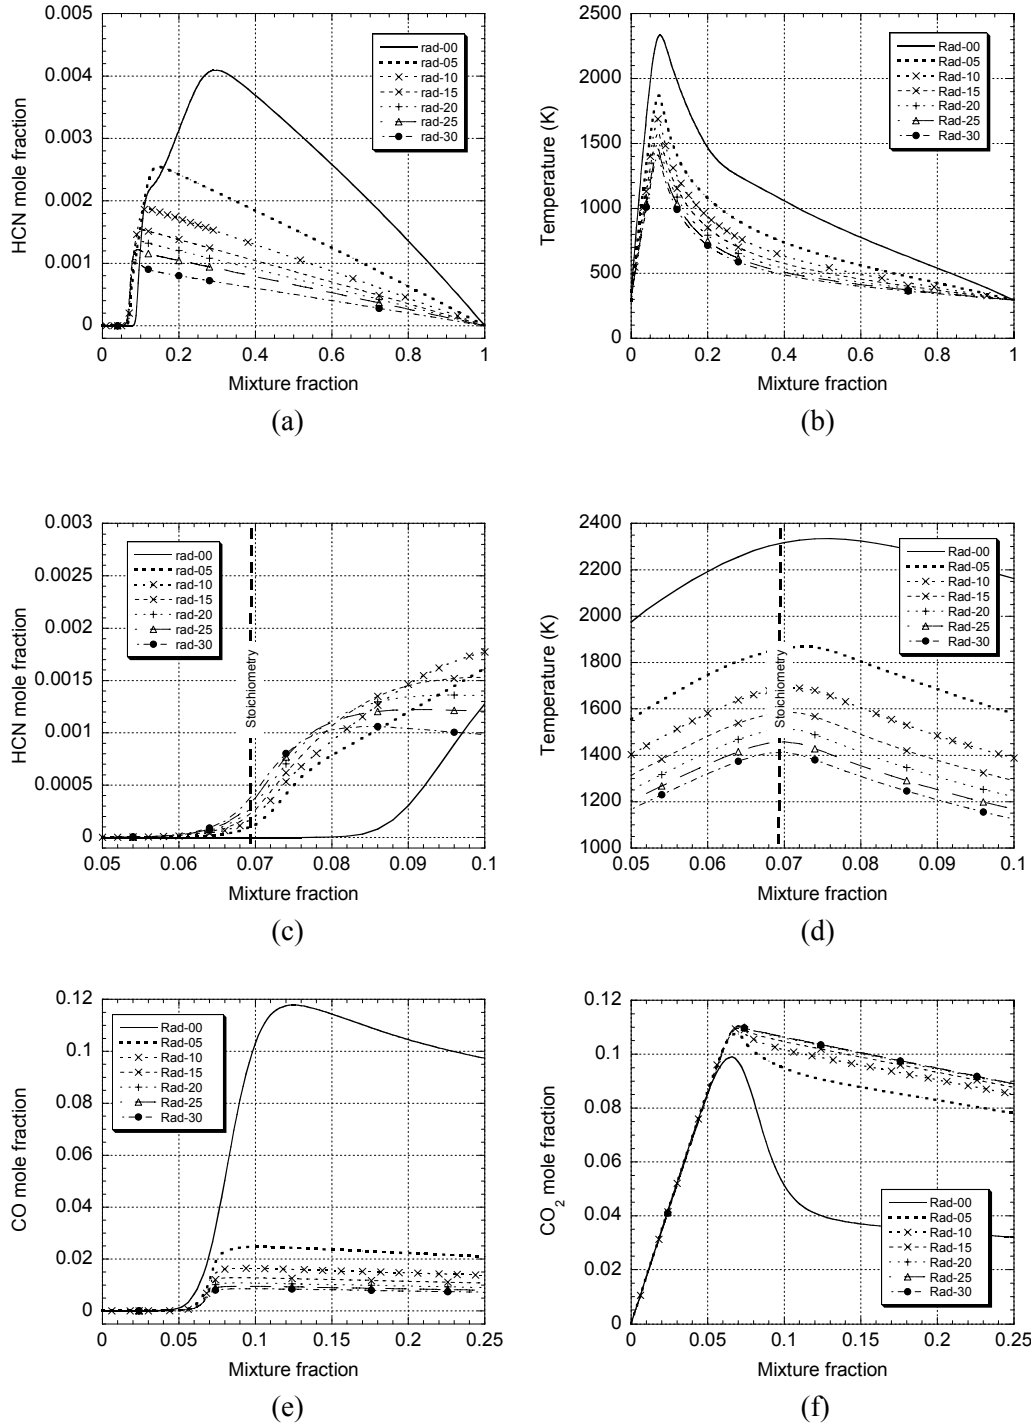 0.005
0.004
0.003
0.002
0.001
0
HCN mole fraction
rad-00
rad-05
rad-10
rad-15
rad-20
rad-25
rad-30
0 0.2 0.4 0.6 0.8 1
Mixture fraction
(a)
2500
2000
1500
1000
500
0
Temperature (K)
Rad-00
Rad-05
Rad-10
Rad-15
Rad-20
Rad-25
Rad-30
0 0.2 0.4 0.6 0.8 1
Mixture fraction
(b)
0.003
0.0025
0.002
0.0015
0.001
0.0005
0
HCN mole fraction
rad-00
rad-05
rad-10
rad-15
rad-20
rad-25
rad-30
Stoichiometry
0.05 0.06 0.07 0.08 0.09 0.1
Mixture fraction
(c)
2400
2200
2000
1800
1600
1400
1200
1000
Temperature (K)
Rad-00
Rad-05
Rad-10
Rad-15
Rad-20
Rad-25
Rad-30
Stoichiometry
0.05 0.06 0.07 0.08 0.09 0.1
Mixture fraction
(d)
0.12
0.1
0.08
0.06
0.04
0.02
0
CO mole fraction
Rad-00
Rad-05
Rad-10
Rad-15
Rad-20
Rad-25
Rad-30
0 0.05 0.1 0.15 0.2 0.25
Mixture fraction
(e)
0.12
0.1
0.08
0.06
0.04
0.02
0
CO₂ mole fraction
Rad-00
Rad-05
Rad-10
Rad-15
Rad-20
Rad-25
Rad-30
0 0.05 0.1 0.15 0.2 0.25
Mixture fraction
(f)